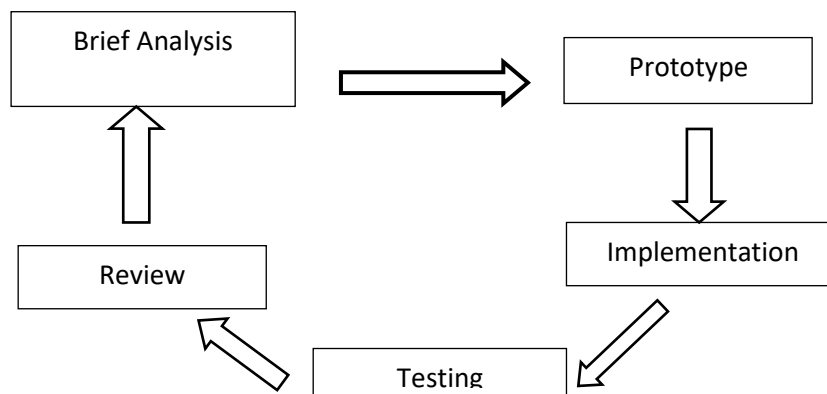 Brief Analysis
Prototype
Implementation
Testing
Review